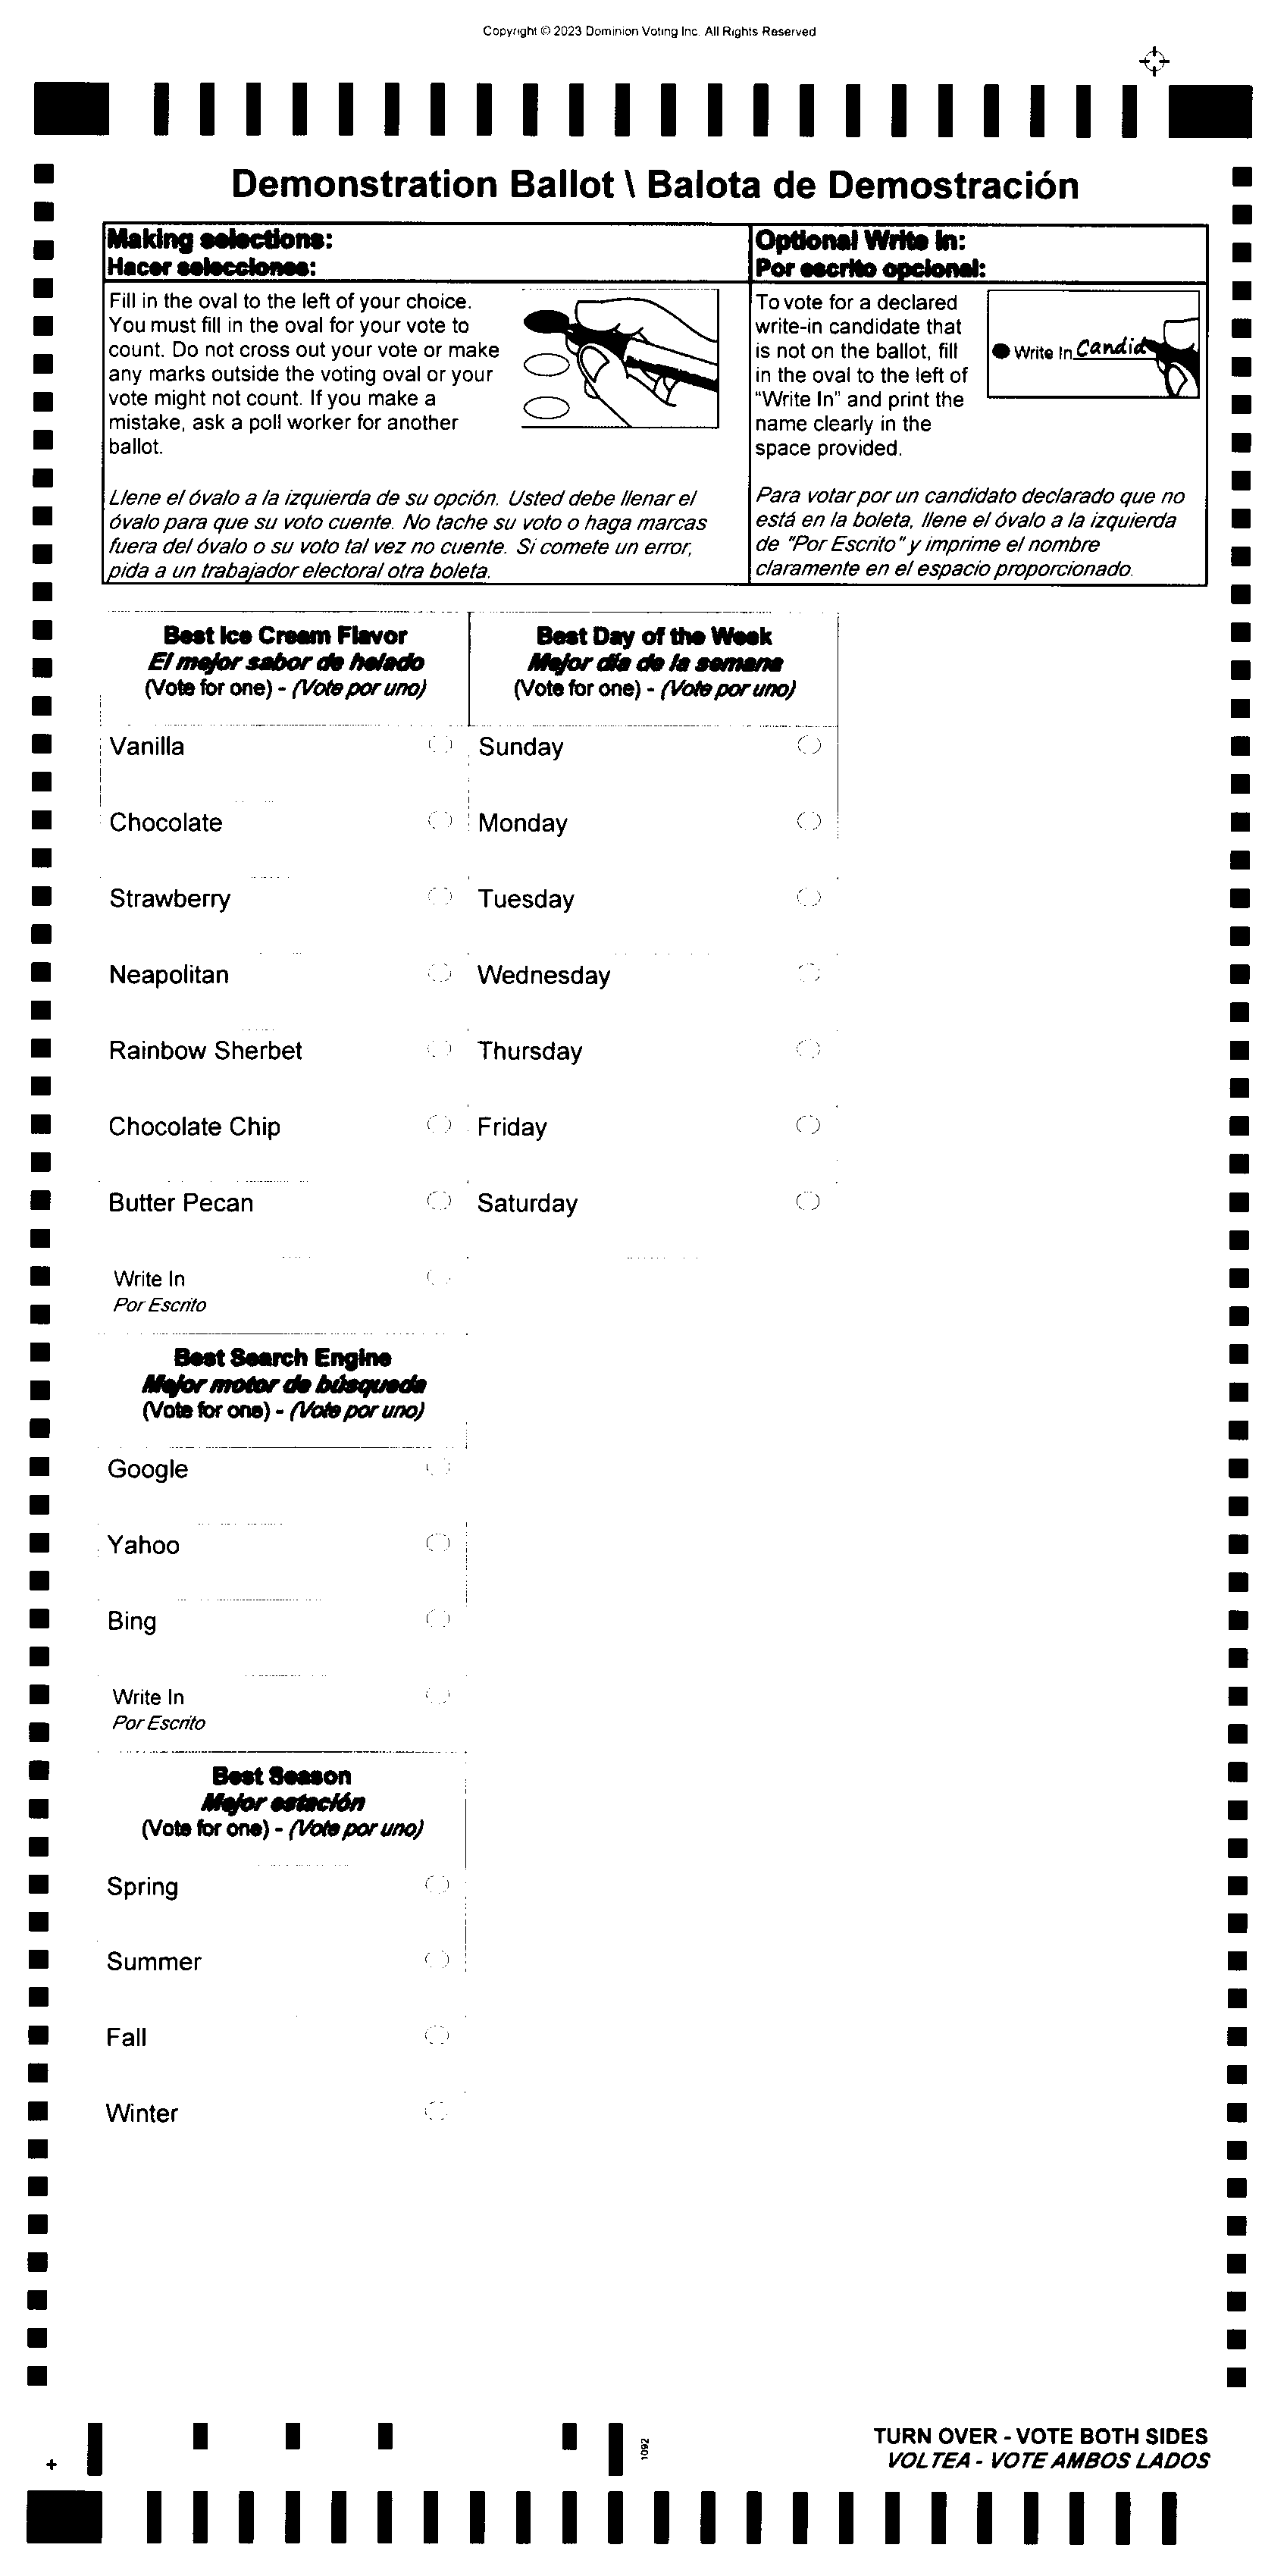 Copyright © 2023 Dominion Voting Inc. All Rights Reserved
Demonstration Ballot \ Balota de Demostración
Making selections:
Hacer selecciones:
Fill in the oval to the left of your choice.
You must fill in the oval for your vote to
count. Do not cross out your vote or make
any marks outside the voting oval or your
vote might not count. If you make a
mistake, ask a poll worker for another
ballot.
Llene el óvalo a la izquierda de su opción. Usted debe llenar el
óvalo para que su voto cuente. No tache su voto o haga marcas
fuera del óvalo o su voto tal vez no cuente. Si comete un error,
pida a un trabajador electoral otra boleta.
Optional Write In:
Por escrito opcional:
To vote for a declared
write-in candidate that
is not on the ballot, fill
in the oval to the left of
"Write In" and print the
name clearly in the
space provided.
Write In Candid
Para votar por un candidato declarado que no
está en la boleta, llene el óvalo a la izquierda
de "Por Escrito" y imprime el nombre
claramente en el espacio proporcionado.
Best Ice Cream Flavor
El mejor sabor de helado
(Vote for one) - (Vote por uno)
Vanilla
Chocolate
Strawberry
Neapolitan
Rainbow Sherbet
Chocolate Chip
Butter Pecan
Write In
Por Escrito
Best Search Engine
Mejor motor de búsqueda
(Vote for one) - (Vote por uno)
Google
Yahoo
Bing
Write In
Por Escrito
Best Season
Mejor estación
(Vote for one) - (Vote por uno)
Spring
Summer
Fall
Winter
Best Day of the Week
Mejor día de la semana
(Vote for one) - (Vote por uno)
Sunday
Monday
Tuesday
Wednesday
Thursday
Friday
Saturday
1092
TURN OVER - VOTE BOTH SIDES
VOLTEA - VOTE AMBOS LADOS